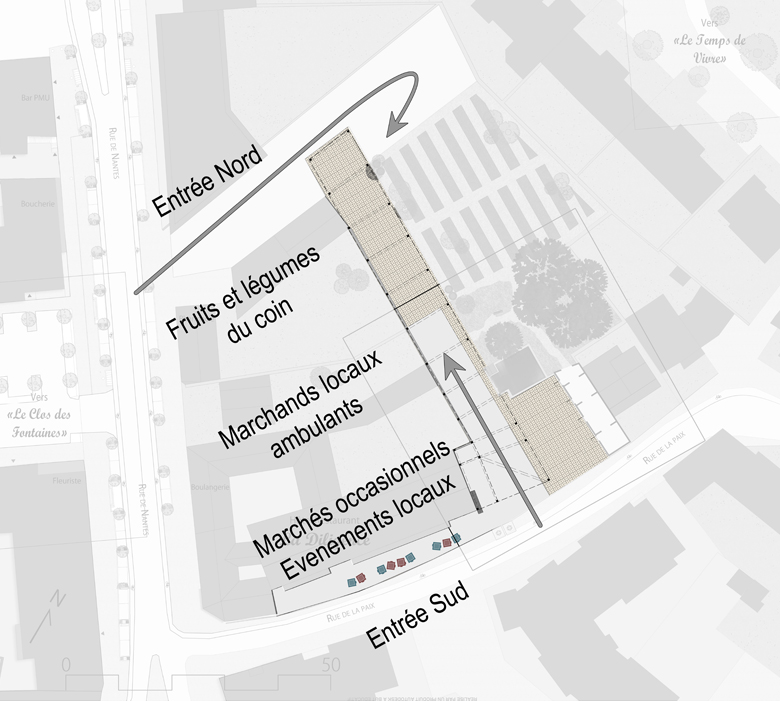 Vers
«Le Temps de
Vivre»
Bar PMU
RUE DE NANTES
Entrée Nord
Boucherie
Fruits et légumes
du coin
Marchands locaux
ambulants
Vers
«Le Clos des
Fontaines»
Marchés occasionnels
Evenements locaux
RUE DE LA PAIX
Fleuriste
Boulangerie
RUE DE NANTES
RUE DE LA PAIX
Entrée Sud
N
0
50